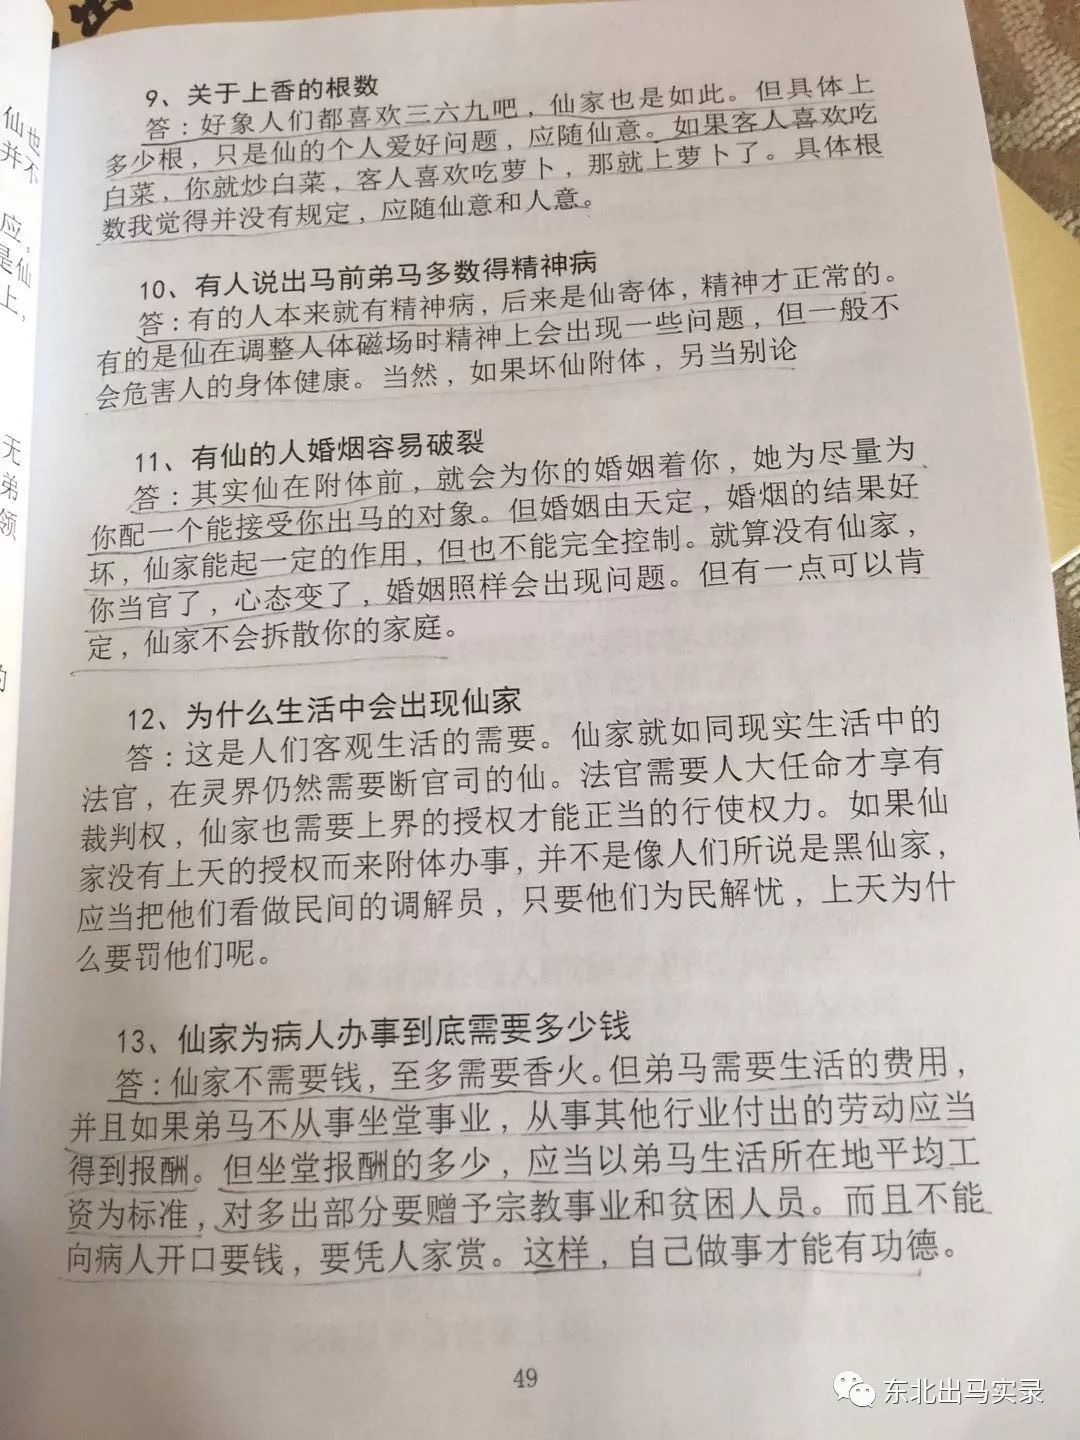 仙也
并不
应，
是仙
上，
无
弟
领
的
9、关于上香的根数
答：好象人们都喜欢三六九吧，仙家也是如此。但具体上
多少根，只是仙的个人爱好问题，应随仙意。如果客人喜欢吃
白菜，你就炒白菜，客人喜欢吃萝卜，那就上萝卜了。具体根
数我觉得并没有规定，应随仙意和人意。
10、有人说出马前弟马多数得精神病
答：有的人本来就有精神病，后来是仙寄体，精神才正常的。
有的是仙在调整人体磁场时精神上会出现一些问题，但一般不
会危害人的身体健康。当然，如果坏仙附体，另当别论
11、有仙的人婚烟容易破裂
答：其实仙在附体前，就会为你的婚姻着你，她为尽量为
你配一个能接受你出马的对象。但婚姻由天定，婚烟的结果好
坏，仙家能起一定的作用，但也不能完全控制。就算没有仙家，
你当官了，心态变了，婚姻照样会出现问题。但有一点可以肯
定，仙家不会拆散你的家庭。
12、为什么生活中会出现仙家
答：这是人们客观生活的需要。仙家就如同现实生活中的
法官，在灵界仍然需要断官司的仙。法官需要人大任命才享有
裁判权，仙家也需要上界的授权才能正当的行使权力。如果仙
家没有上天的授权而来附体办事，并不是像人们所说是黑仙家，
应当把他们看做民间的调解员，只要他们为民解忧，上天为什
么要罚他们呢。
13、仙家为病人办事到底需要多少钱
答：仙家不需要钱，至多需要香火。但弟马需要生活的费用，
并且如果弟马不从事坐堂事业，从事其他行业付出的劳动应当
得到报酬。但坐堂报酬的多少，应当以弟马生活所在地平均工
资为标准，对多出部分要赠予宗教事业和贫困人员。而且不能
向病人开口要钱，要凭人家赏。这样，自己做事才能有功德。
49
东北出马实录